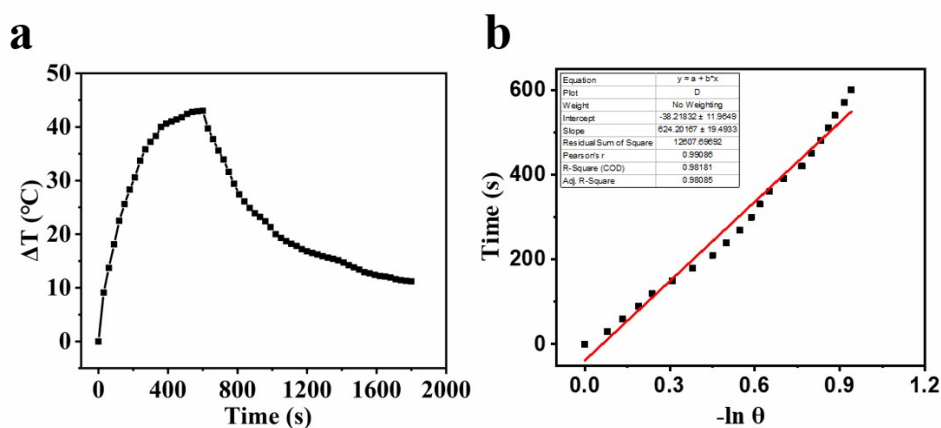 a
ΔT (°C)
50
40
30
20
10
0
0 400 800 1200 1600 2000
Time (s)
b
Time (s)
600
400
200
0
Equation y = a + b*x
Plot D
Weight No Weighting
Intercept -38.21832 ± 11.9649
Slope 624.20167 ± 19.4933
Residual Sum of Square 12607.69692
Pearson's r 0.99086
R-Square (COD) 0.98181
Adj. R-Square 0.98085
0.0 0.3 0.6 0.9 1.2
-ln θ